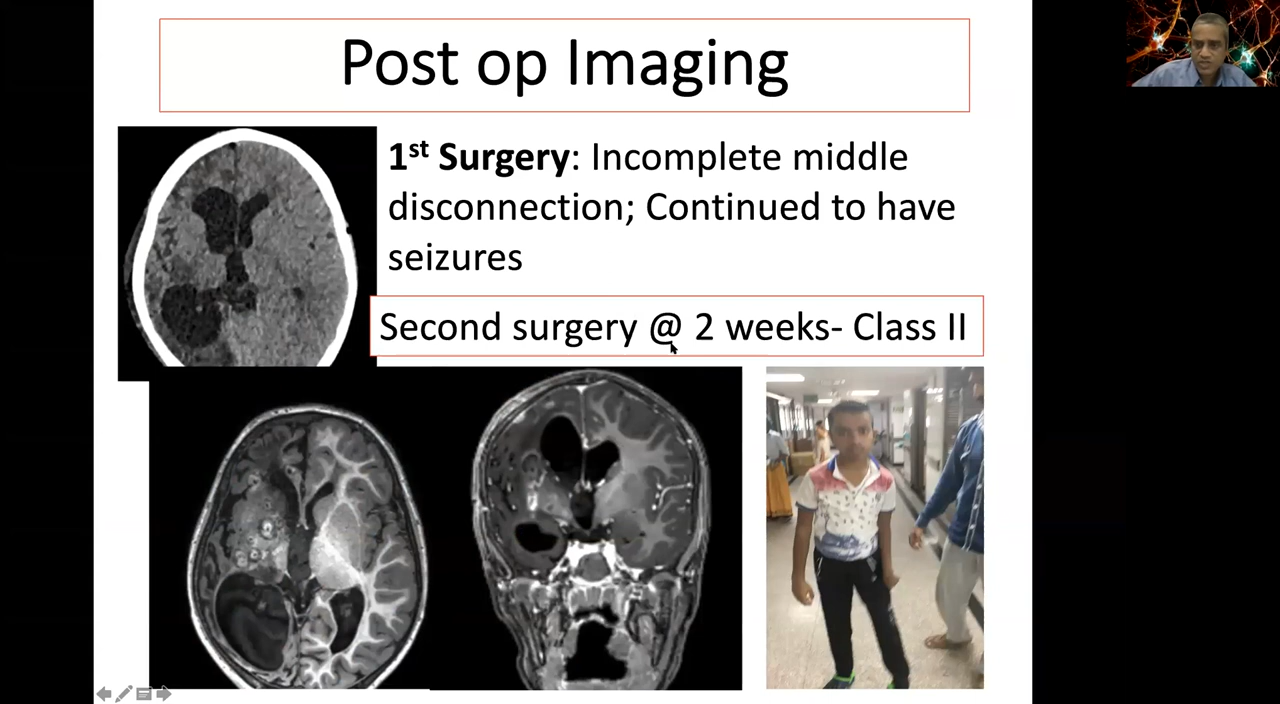 Post op Imaging
1st Surgery: Incomplete middle
disconnection; Continued to have
seizures
Second surgery @ 2 weeks- Class II